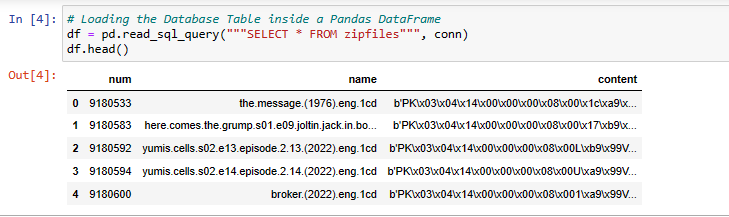 In [4]: # Loading the Database Table inside a Pandas DataFrame
df = pd.read_sql_query("""SELECT * FROM zipfiles""", conn)
df.head()
Out[4]:
num name content
0 9180533 the.message.(1976).eng.1cd b'PK\x03\x04\x14\x00\x00\x00\x08\x00\x1c\xa9\x...
1 9180583 here.comes.the.grump.s01.e09.joltin.jack.in.bo... b'PK\x03\x04\x14\x00\x00\x00\x08\x00\x17\xb9\x...
2 9180592 yumis.cells.s02.e13.episode.2.13.(2022).eng.1cd b'PK\x03\x04\x14\x00\x00\x00\x08\x00L\xb9\x99V...
3 9180594 yumis.cells.s02.e14.episode.2.14.(2022).eng.1cd b'PK\x03\x04\x14\x00\x00\x00\x08\x00U\xa9\x99V...
4 9180600 broker.(2022).eng.1cd b'PK\x03\x04\x14\x00\x00\x00\x08\x001\xa9\x99V...